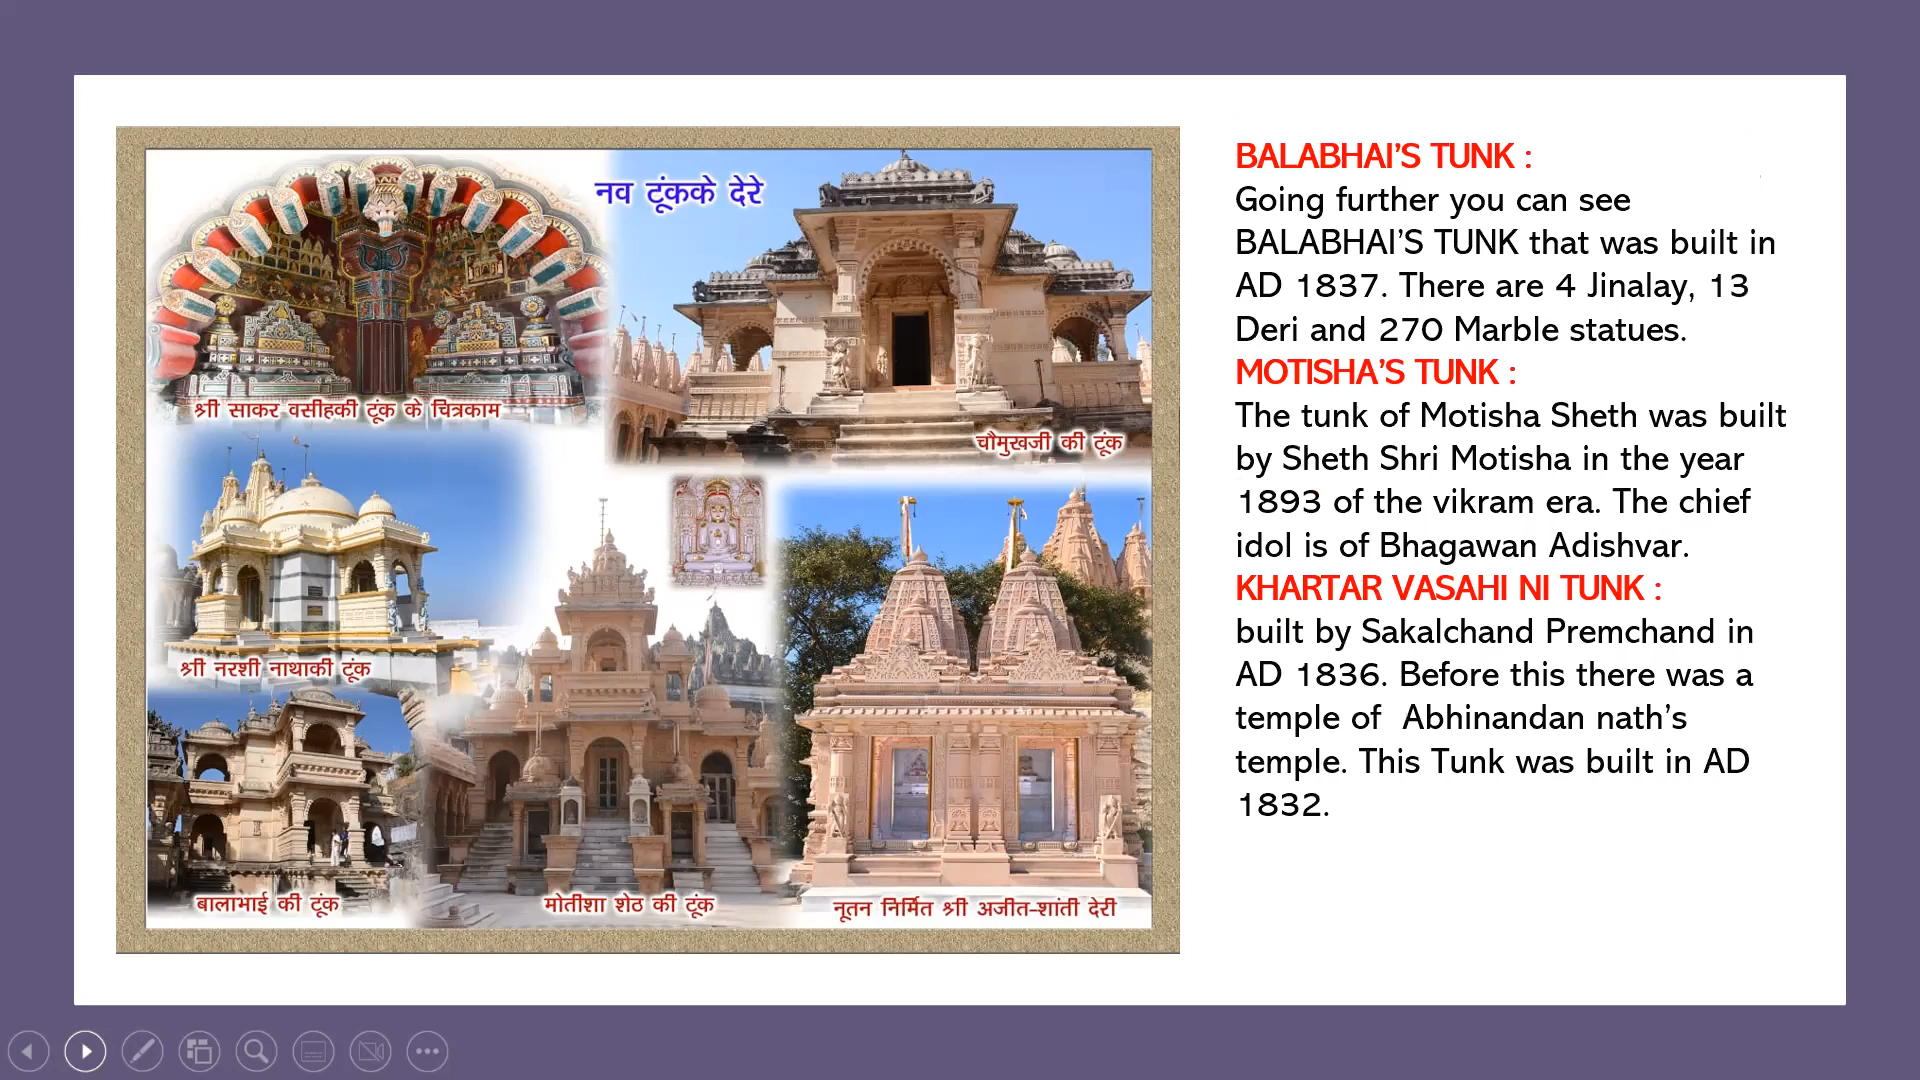 नव टूंकके देरे
श्री साकर वसीहकी टूंक के चित्रकाम
चौमुखजी की टूंक
श्री नरशी नाथाकी टूंक
बालाभाई की टूंक
मोतीशा शेठ की टूंक
नूतन निर्मित श्री अजीत-शांती देरी
BALABHAI’S TUNK :
Going further you can see
BALABHAI’S TUNK that was built in
AD 1837. There are 4 Jinalay, 13
Deri and 270 Marble statues.
MOTISHA’S TUNK :
The tunk of Motisha Sheth was built
by Sheth Shri Motisha in the year
1893 of the vikram era. The chief
idol is of Bhagawan Adishvar.
KHARTAR VASAHI NI TUNK :
built by Sakalchand Premchand in
AD 1836. Before this there was a
temple of  Abhinandan nath’s
temple. This Tunk was built in AD
1832.